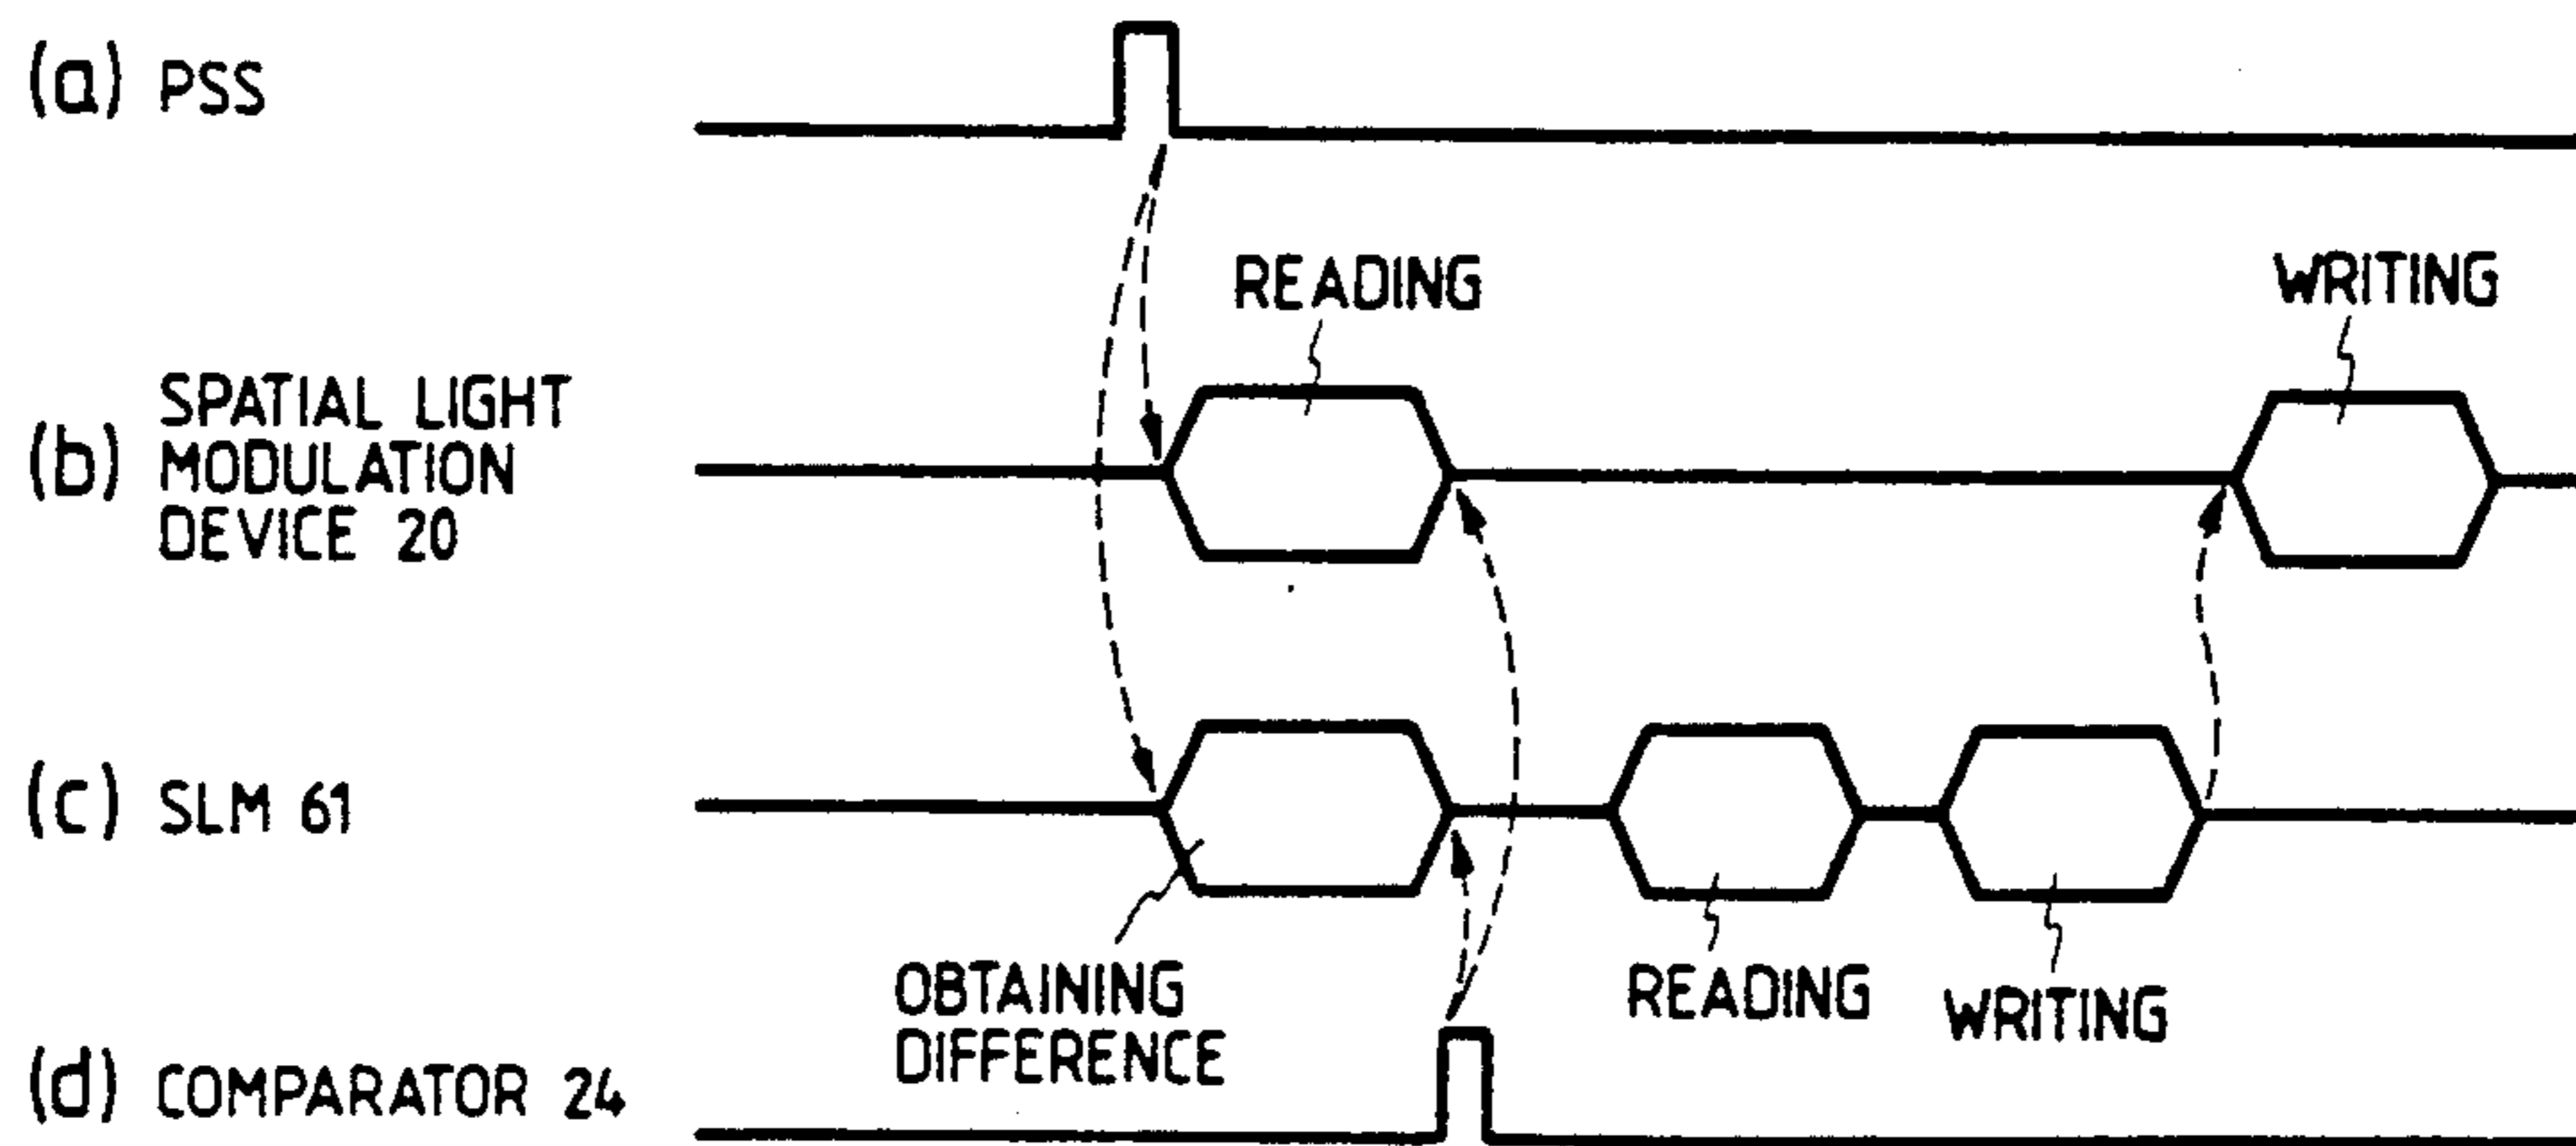 (a) PSS
READING
WRITING
(b) SPATIAL LIGHT
MODULATION
DEVICE 20
(c) SLM 61
OBTAINING
DIFFERENCE
READING
WRITING
(d) COMPARATOR 24